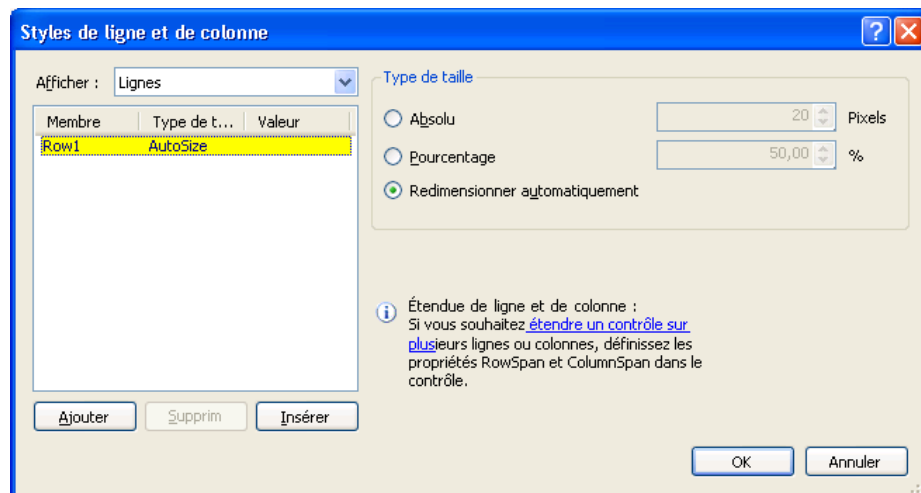 Styles de ligne et de colonne
Afficher :
Lignes
Membre
Type de t...
Valeur
Row1
AutoSize
Ajouter
Supprim
Insérer
Type de taille
Absolu
20
Pixels
Pourcentage
50,00
%
Redimensionner automatiquement
Étendue de ligne et de colonne :
Si vous souhaitez étendre un contrôle sur
plusieurs lignes ou colonnes, définissez les
propriétés RowSpan et ColumnSpan dans le
contrôle.
OK
Annuler